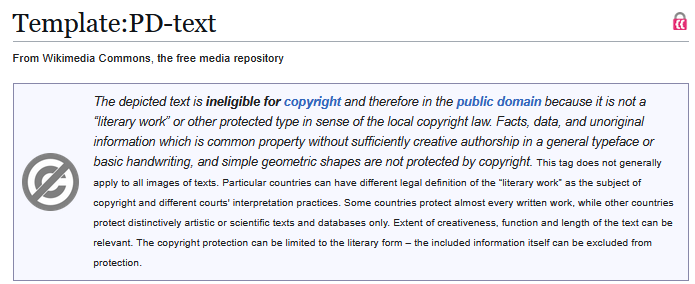 Template:PD-text
From Wikimedia Commons, the free media repository
The depicted text is ineligible for copyright and therefore in the public domain because it is not a
“literary work” or other protected type in sense of the local copyright law. Facts, data, and unoriginal
information which is common property without sufficiently creative authorship in a general typeface or
basic handwriting, and simple geometric shapes are not protected by copyright. This tag does not generally
apply to all images of texts. Particular countries can have different legal definition of the “literary work” as the subject of
copyright and different courts' interpretation practices. Some countries protect almost every written work, while other countries
protect distinctively artistic or scientific texts and databases only. Extent of creativeness, function and length of the text can be
relevant. The copyright protection can be limited to the literary form – the included information itself can be excluded from
protection.